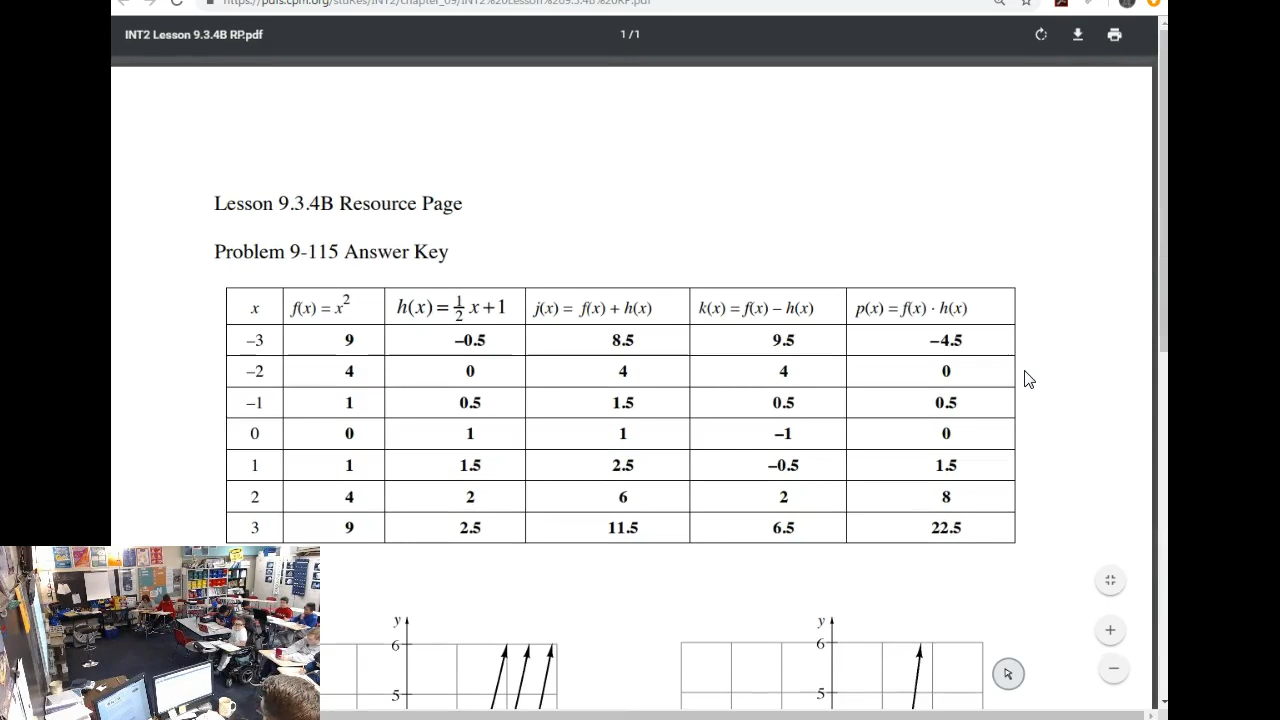 INT2 Lesson 9.3.4B RP.pdf 1 / 1
Lesson 9.3.4B Resource Page
Problem 9-115 Answer Key
x f(x) = x² h(x) = ½ x + 1 j(x) = f(x) + h(x) k(x) = f(x) – h(x) p(x) = f(x) · h(x)
–3 9 –0.5 8.5 9.5 –4.5
–2 4 0 4 4 0
–1 1 0.5 1.5 0.5 0.5
0 0 1 1 –1 0
1 1 1.5 2.5 –0.5 1.5
2 4 2 6 2 8
3 9 2.5 11.5 6.5 22.5
y y
6 6
5 5